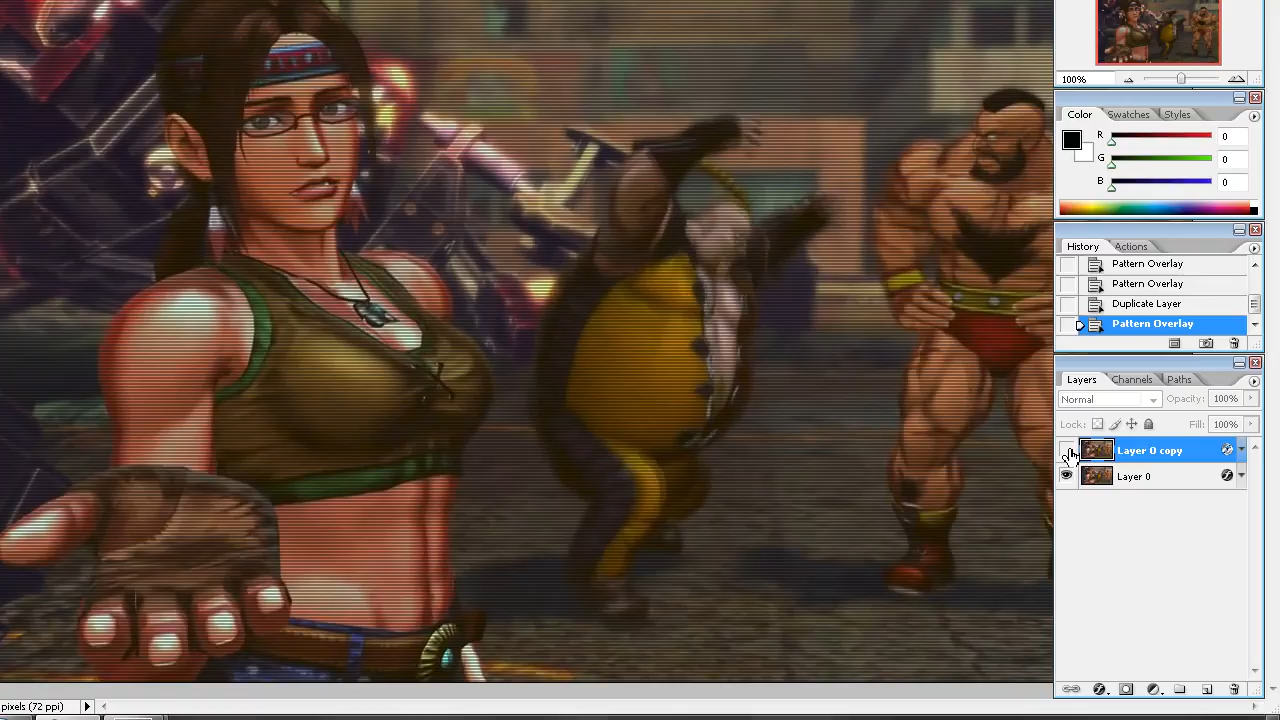 100%
Color Swatches Styles
R 0
G 0
B 0
History Actions
Pattern Overlay
Pattern Overlay
Duplicate Layer
Pattern Overlay
Layers Channels Paths
Normal Opacity: 100%
Lock: Fill: 100%
Layer 0 copy
Layer 0
pixels (72 ppi)